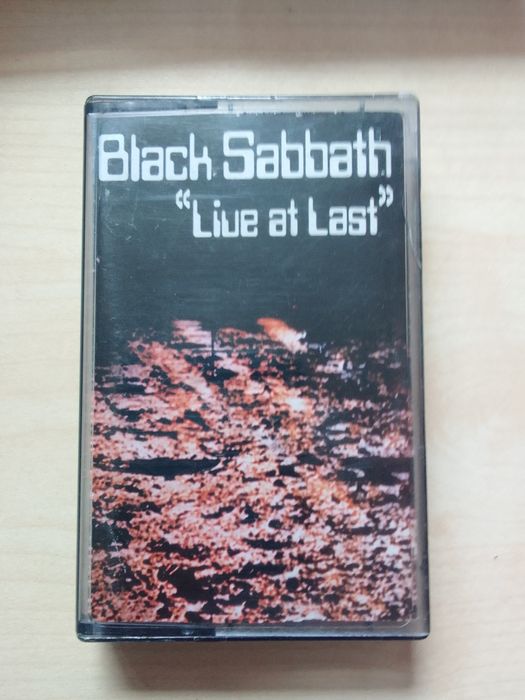 Black Sabbath
“Live at Last”